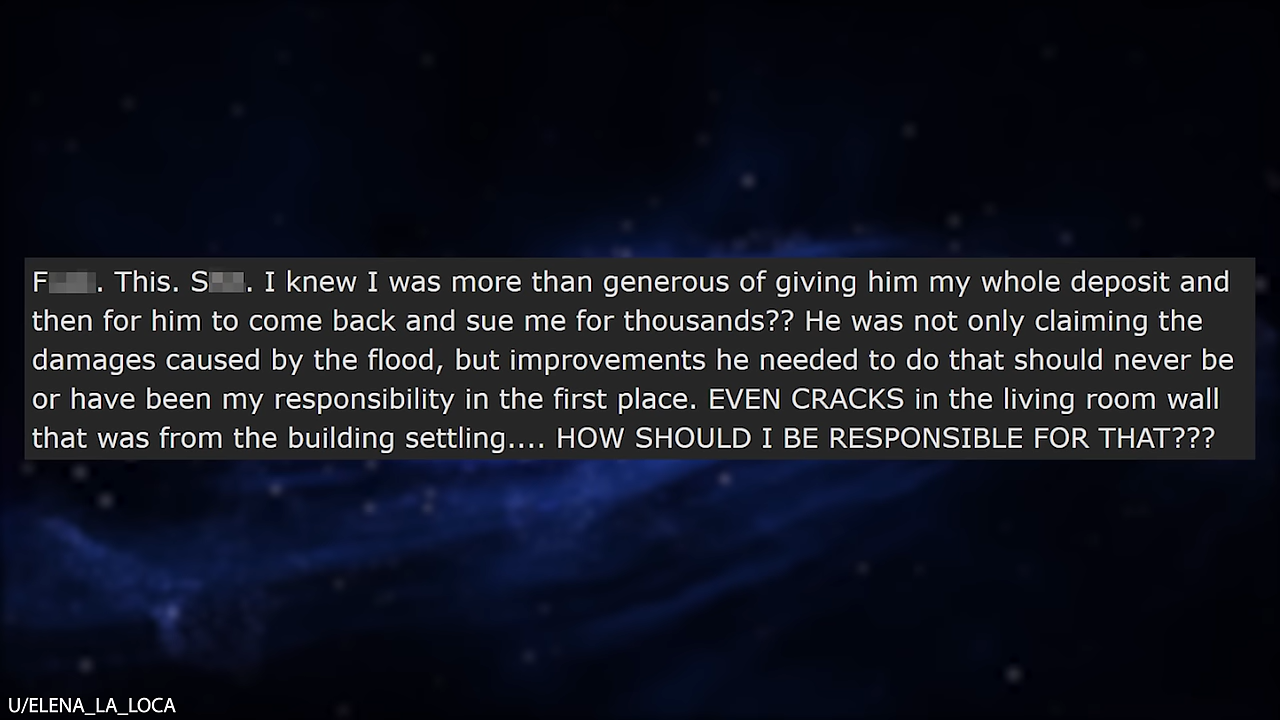 F. This. S. I knew I was more than generous of giving him my whole deposit and
then for him to come back and sue me for thousands?? He was not only claiming the
damages caused by the flood, but improvements he needed to do that should never be
or have been my responsibility in the first place. EVEN CRACKS in the living room wall
that was from the building settling.... HOW SHOULD I BE RESPONSIBLE FOR THAT???
U/ELENA_LA_LOCA